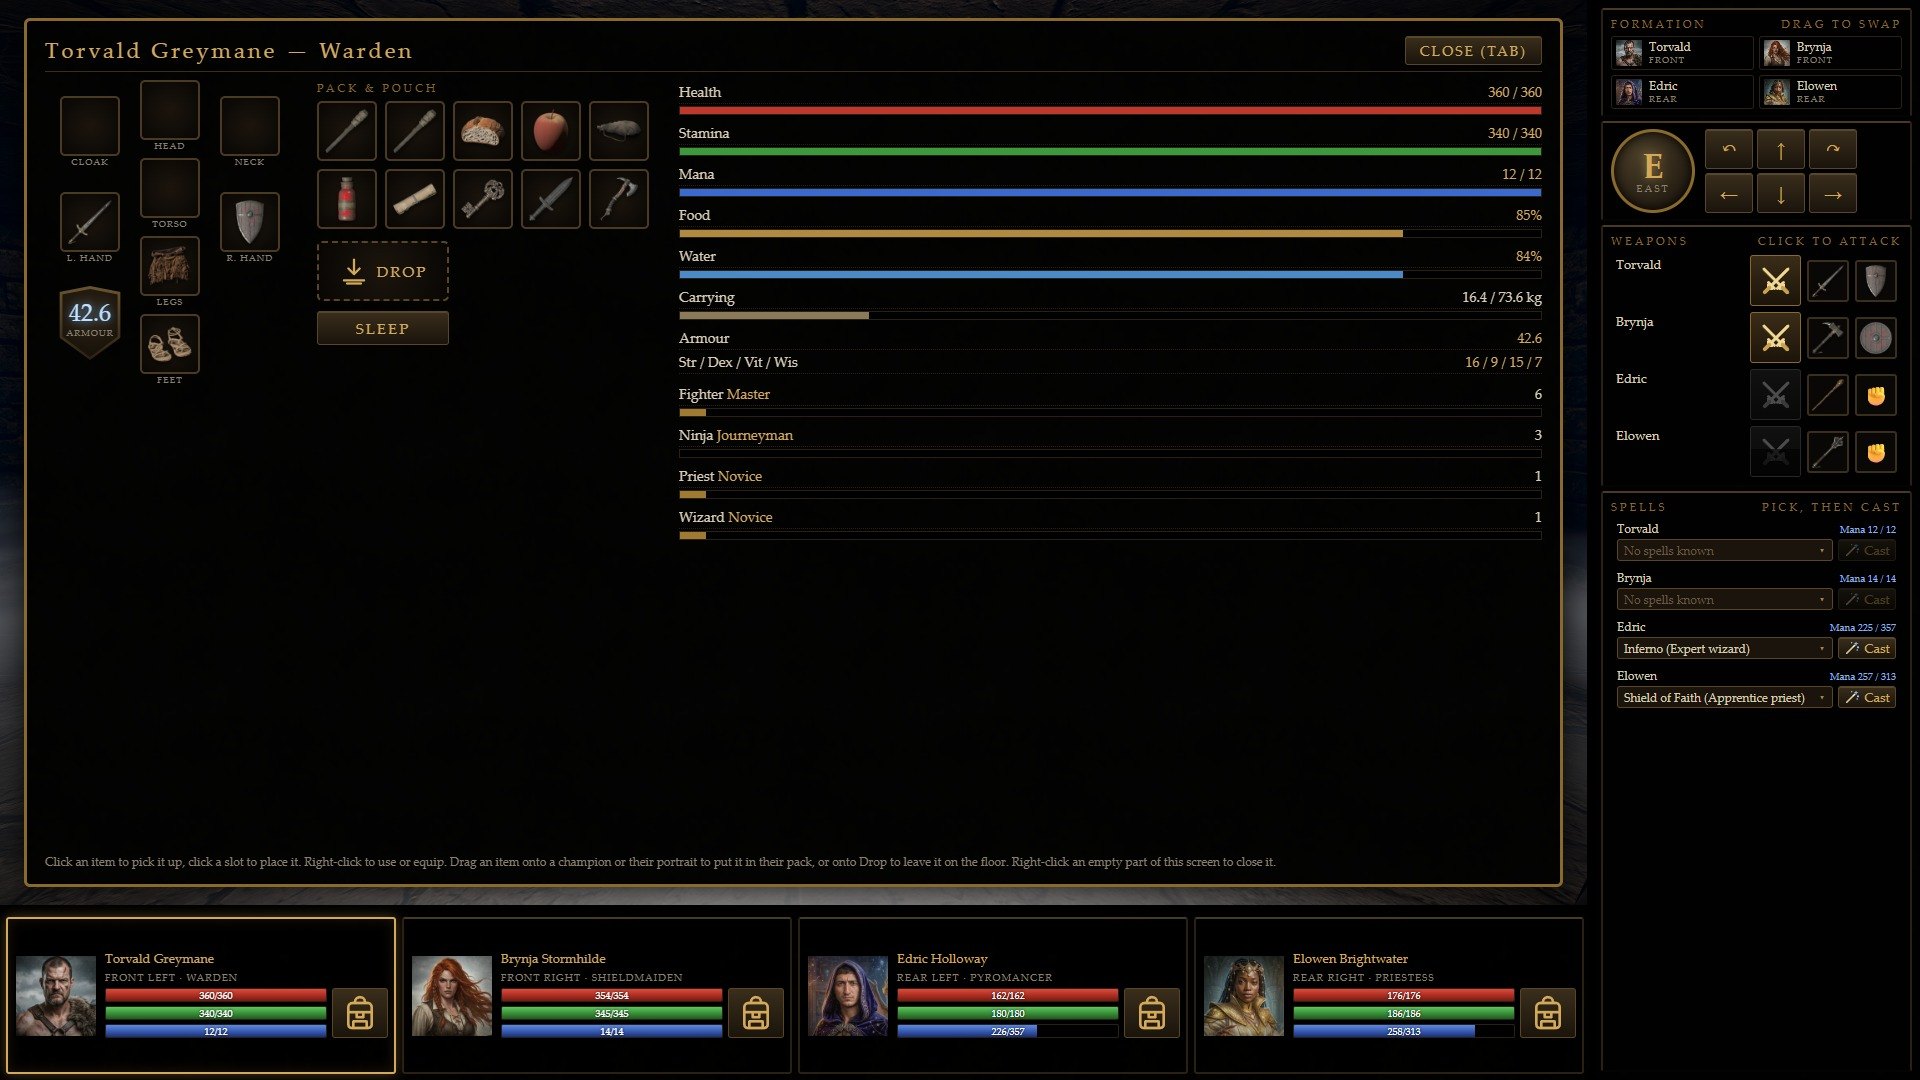 Torvald Greymane — Warden
CLOSE (TAB)
CLOAK
HEAD
NECK
L. HAND
TORSO
R. HAND
42.6
ARMOUR
LEGS
FEET
PACK & POUCH
DROP
SLEEP
Health 360 / 360
Stamina 340 / 340
Mana 12 / 12
Food 85%
Water 84%
Carrying 16.4 / 73.6 kg
Armour 42.6
Str / Dex / Vit / Wis 16 / 9 / 15 / 7
Fighter Master 6
Ninja Journeyman 3
Priest Novice 1
Wizard Novice 1
Click an item to pick it up, click a slot to place it. Right-click to use or equip. Drag an item onto a champion or their portrait to put it in their pack, or onto Drop to leave it on the floor. Right-click an empty part of this screen to close it.
Torvald Greymane
FRONT LEFT · WARDEN
360/360
340/340
12/12
Brynja Stormhilde
FRONT RIGHT · SHIELDMAIDEN
354/354
345/345
14/14
Edric Holloway
REAR LEFT · PYROMANCER
162/162
180/180
226/357
Elowen Brightwater
REAR RIGHT · PRIESTESS
176/176
186/186
258/313
FORMATION DRAG TO SWAP
Torvald
FRONT
Brynja
FRONT
Edric
REAR
Elowen
REAR
E
EAST
WEAPONS CLICK TO ATTACK
Torvald
Brynja
Edric
Elowen
SPELLS PICK, THEN CAST
Torvald Mana 12 / 12
No spells known Cast
Brynja Mana 14 / 14
No spells known Cast
Edric Mana 225 / 357
Inferno (Expert wizard) Cast
Elowen Mana 257 / 313
Shield of Faith (Apprentice priest) Cast